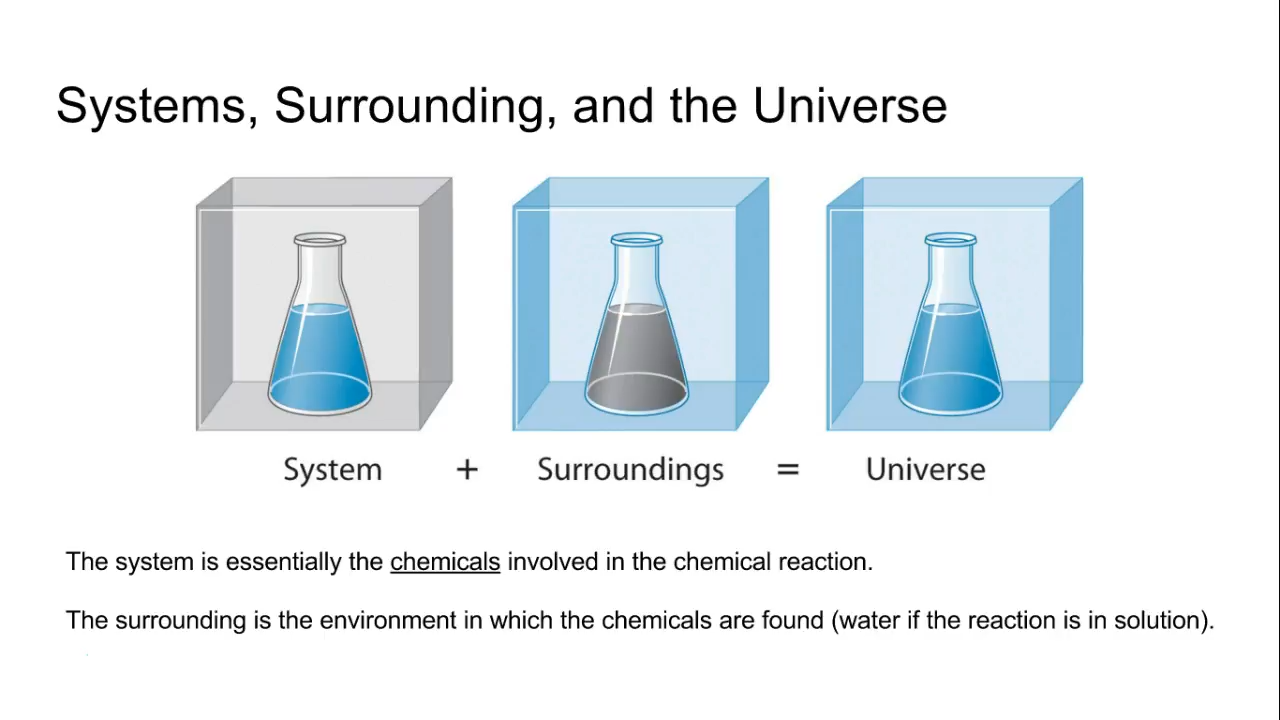 Systems, Surrounding, and the Universe
System + Surroundings = Universe
The system is essentially the chemicals involved in the chemical reaction.
The surrounding is the environment in which the chemicals are found (water if the reaction is in solution).